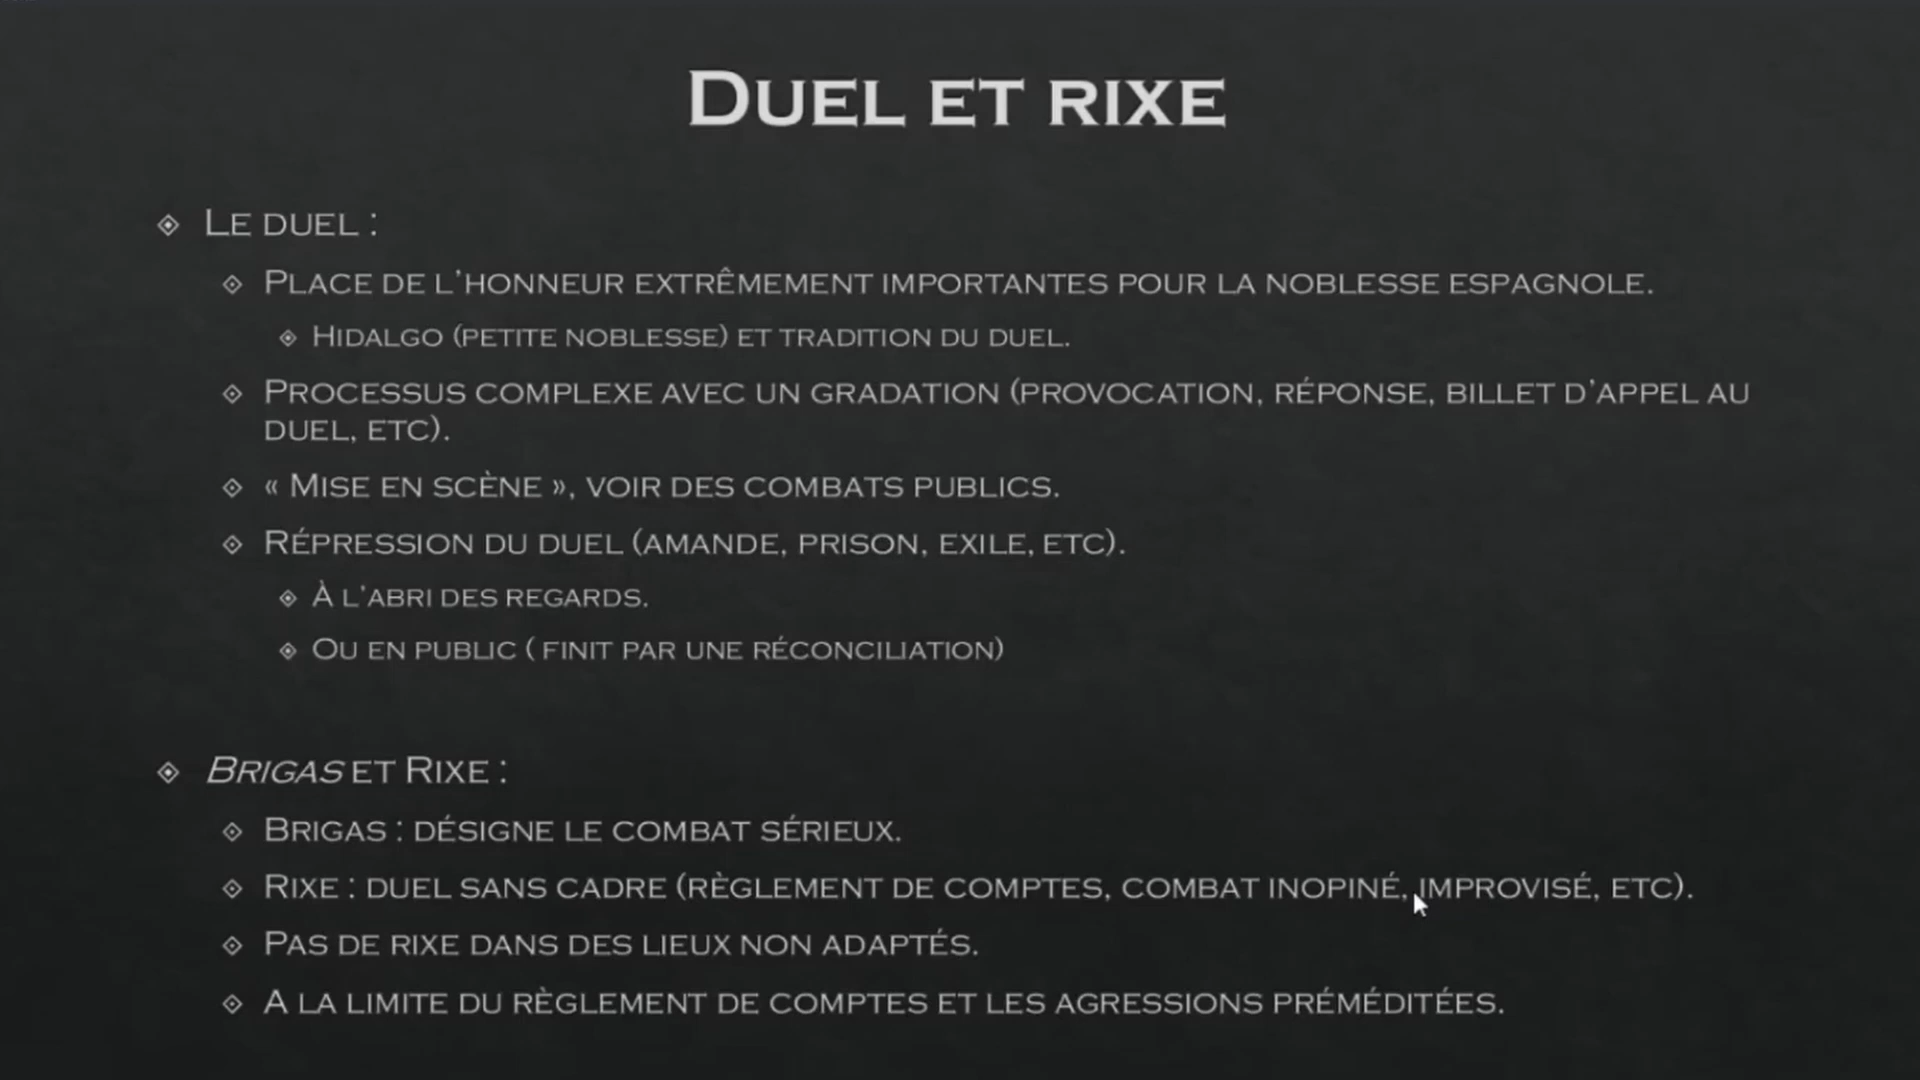 Duel et rixe
Le duel :
Place de l'honneur extrêmement importantes pour la noblesse espagnole.
Hidalgo (petite noblesse) et tradition du duel.
Processus complexe avec un gradation (provocation, réponse, billet d'appel au
duel, etc).
« Mise en scène », voir des combats publics.
Répression du duel (amande, prison, exile, etc).
À l'abri des regards.
Ou en public ( finit par une réconciliation)
Brigas et Rixe :
Brigas : désigne le combat sérieux.
Rixe : duel sans cadre (règlement de comptes, combat inopiné, improvisé, etc).
Pas de rixe dans des lieux non adaptés.
A la limite du règlement de comptes et les agressions préméditées.